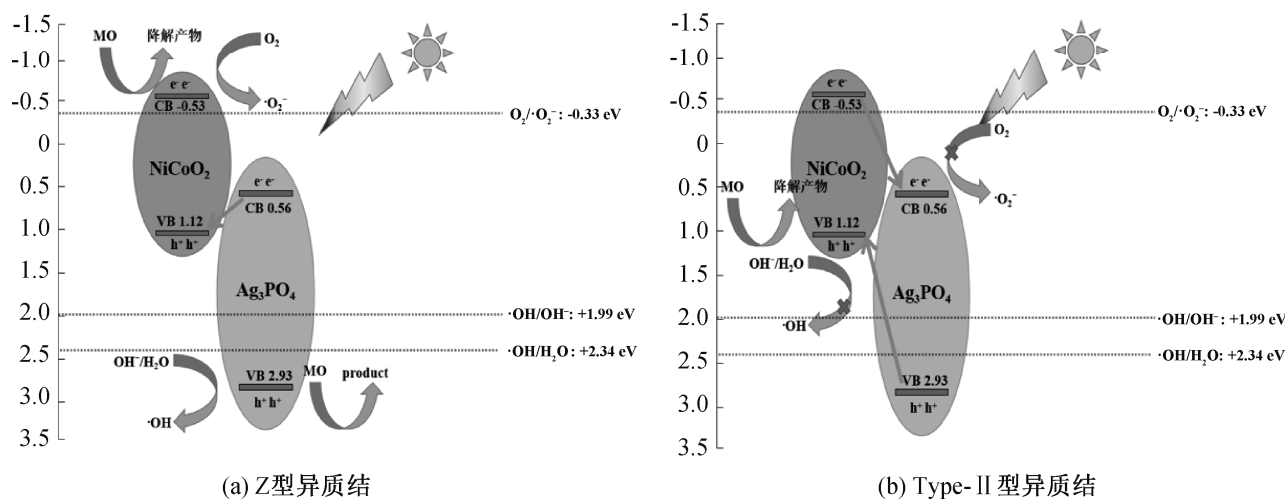 -1.5
-1.0
-0.5
0
0.5
1.0
1.5
2.0
2.5
3.0
3.5
MO
降解产物
O₂
·O₂⁻
e⁻ e⁻
CB -0.53
O₂/·O₂⁻: -0.33 eV
NiCoO₂
e⁻ e⁻
CB 0.56
VB 1.12
h⁺ h⁺
Ag₃PO₄
·OH/OH⁻: +1.99 eV
·OH/H₂O: +2.34 eV
OH⁻/H₂O
·OH
VB 2.93
h⁺ h⁺
MO
product
(a) Z型异质结
-1.5
-1.0
-0.5
0
0.5
1.0
1.5
2.0
2.5
3.0
3.5
e⁻ e⁻
CB -0.53
O₂/·O₂⁻: -0.33 eV
O₂
·O₂⁻
NiCoO₂
MO
降解产物
e⁻ e⁻
CB 0.56
VB 1.12
h⁺ h⁺
OH⁻/H₂O
·OH
Ag₃PO₄
·OH/OH⁻: +1.99 eV
·OH/H₂O: +2.34 eV
VB 2.93
h⁺ h⁺
(b) Type-Ⅱ型异质结